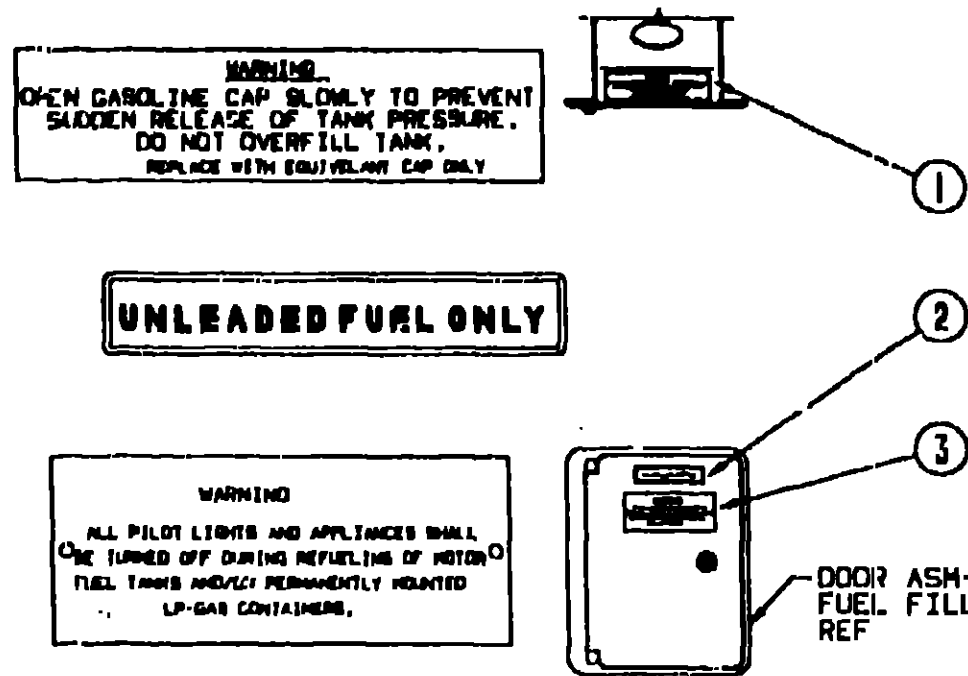 WARNING
OPEN GASOLINE CAP SLOWLY TO PREVENT
SUDDEN RELEASE OF TANK PRESSURE.
DO NOT OVERFILL TANK.
REPLACE WITH EQUIVELANT CAP ONLY
1
UNLEADED FUEL ONLY
2
3
WARNING
ALL PILOT LIGHTS AND APPLIANCES SHALL
BE TURNED OFF DURING REFUELING OF MOTOR
FUEL TANKS AND/OR PERMANENTLY MOUNTED
LP-GAS CONTAINERS.
DOOR ASM-
FUEL FILL
REF